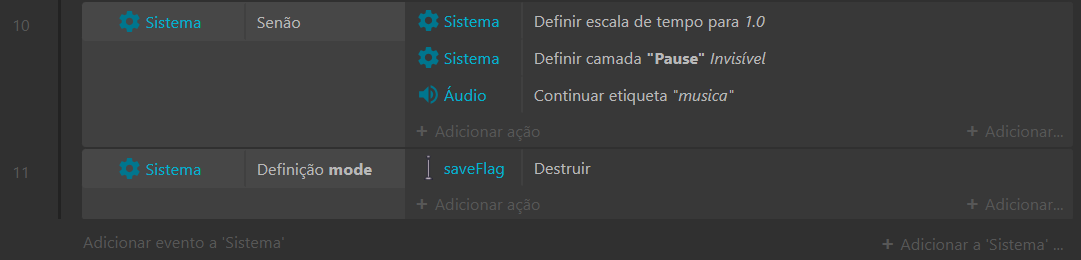 10 Sistema Senão Sistema Definir escala de tempo para 1.0
Sistema Definir camada "Pause" Invisível
Áudio Continuar etiqueta "musica"
+ Adicionar ação + Adicionar...
11 Sistema Definição mode saveFlag Destruir
+ Adicionar ação + Adicionar...
Adicionar evento a 'Sistema' + Adicionar a 'Sistema' ...